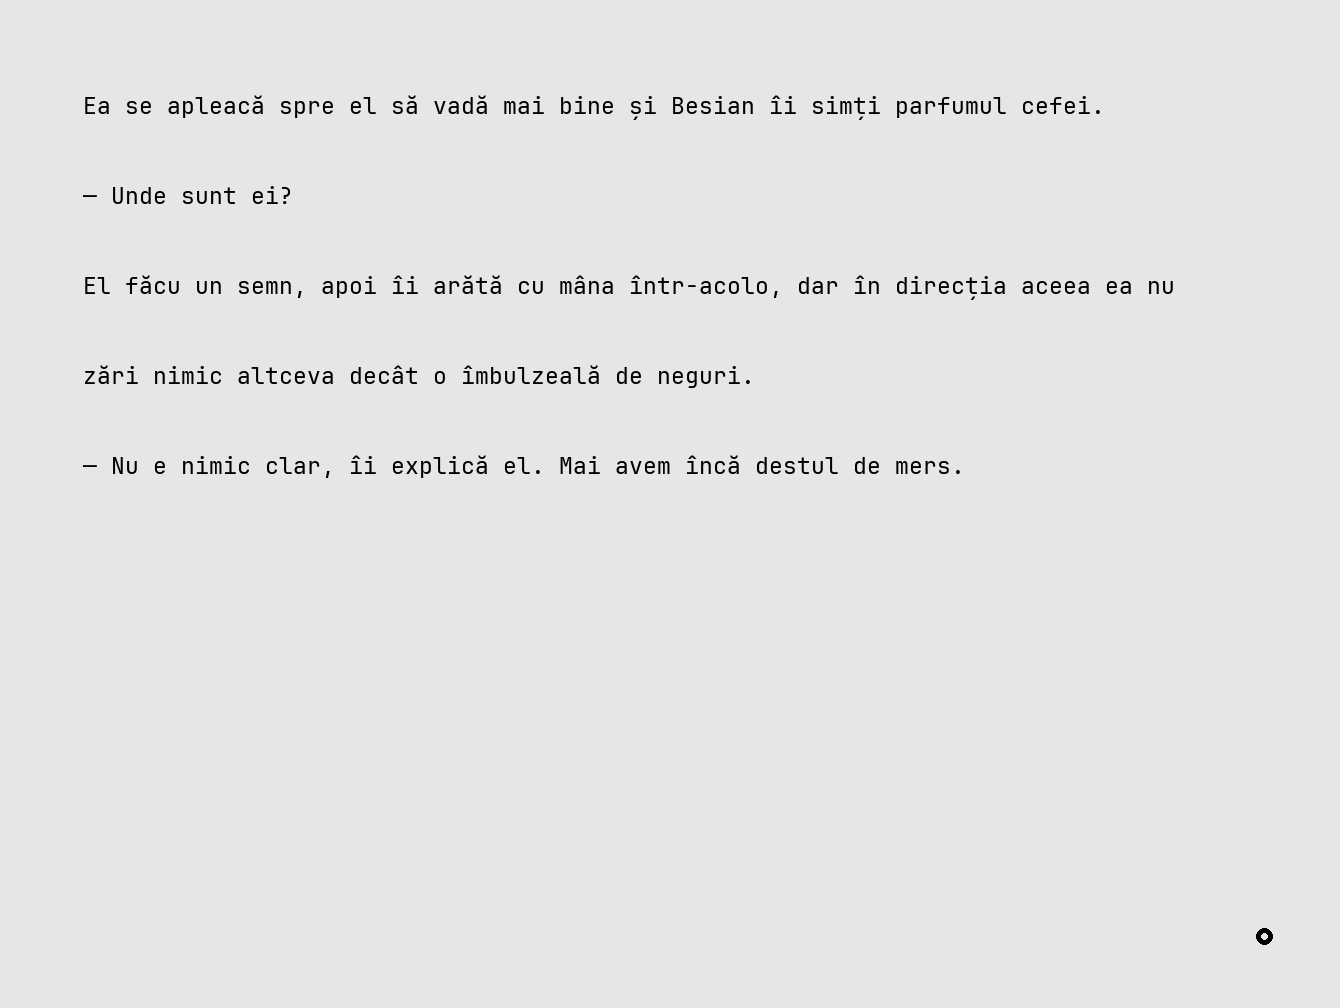 Ea se apleacă spre el să vadă mai bine și Besian îi simți parfumul cefei.
— Unde sunt ei?
El făcu un semn, apoi îi arătă cu mâna într-acolo, dar în direcția aceea ea nu
zări nimic altceva decât o îmbulzeală de neguri.
— Nu e nimic clar, îi explică el. Mai avem încă destul de mers.